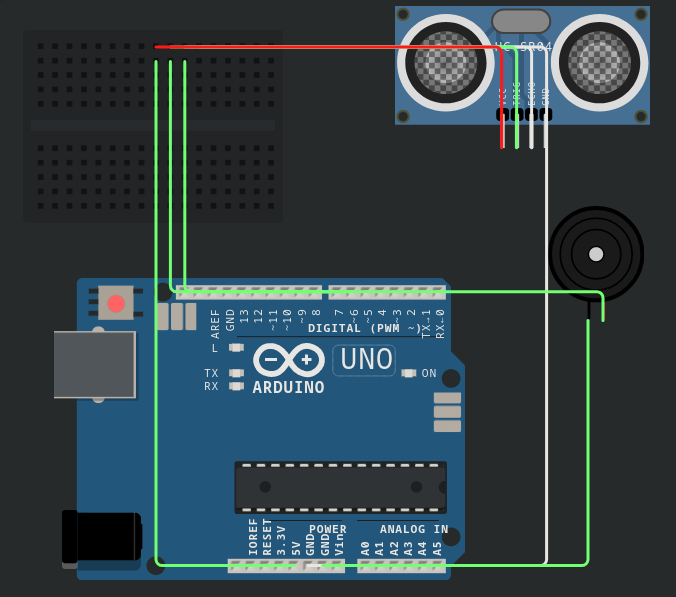 HC-SR04
VCC
TRIG
ECHO
GND
AREF
GND
13
12
~11
~10
~9
8
7
~6
~5
4
~3
2
TX→1
RX←0
DIGITAL (PWM ~)
L
TX
RX
UNO
ON
ARDUINO
POWER
ANALOG IN
IOREF
RESET
3.3V
5V
GND
GND
Vin
A0
A1
A2
A3
A4
A5